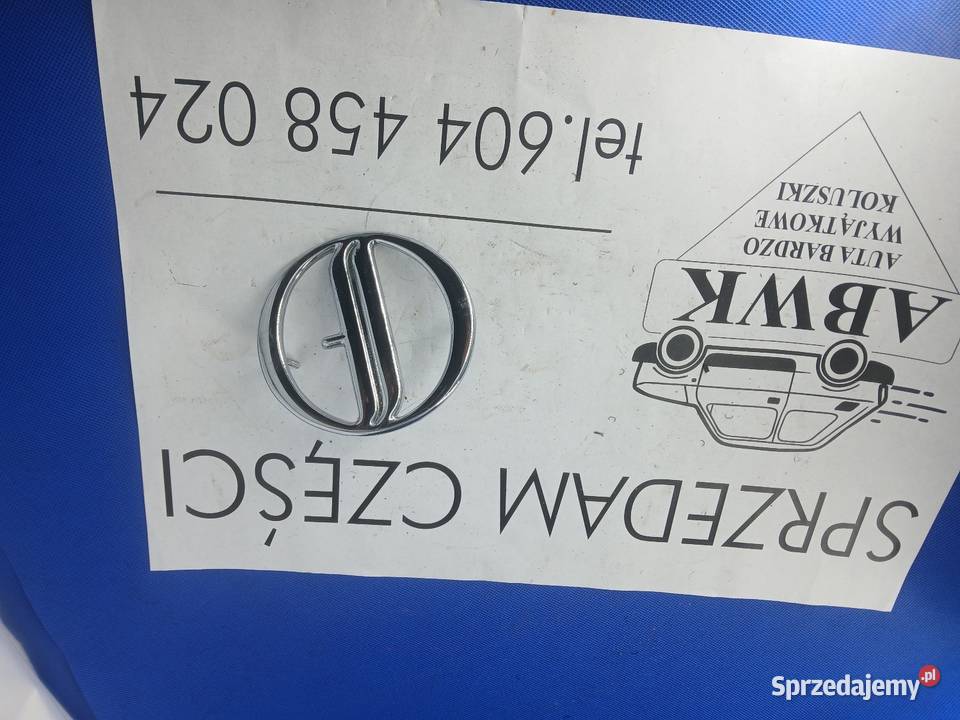 SPRZEDAM CZĘŚCI
ABWK
AUTA BARDZO
WYJĄTKOWE
KOLUSZKI
tel.604 458 024
Sprzedajemy.pl